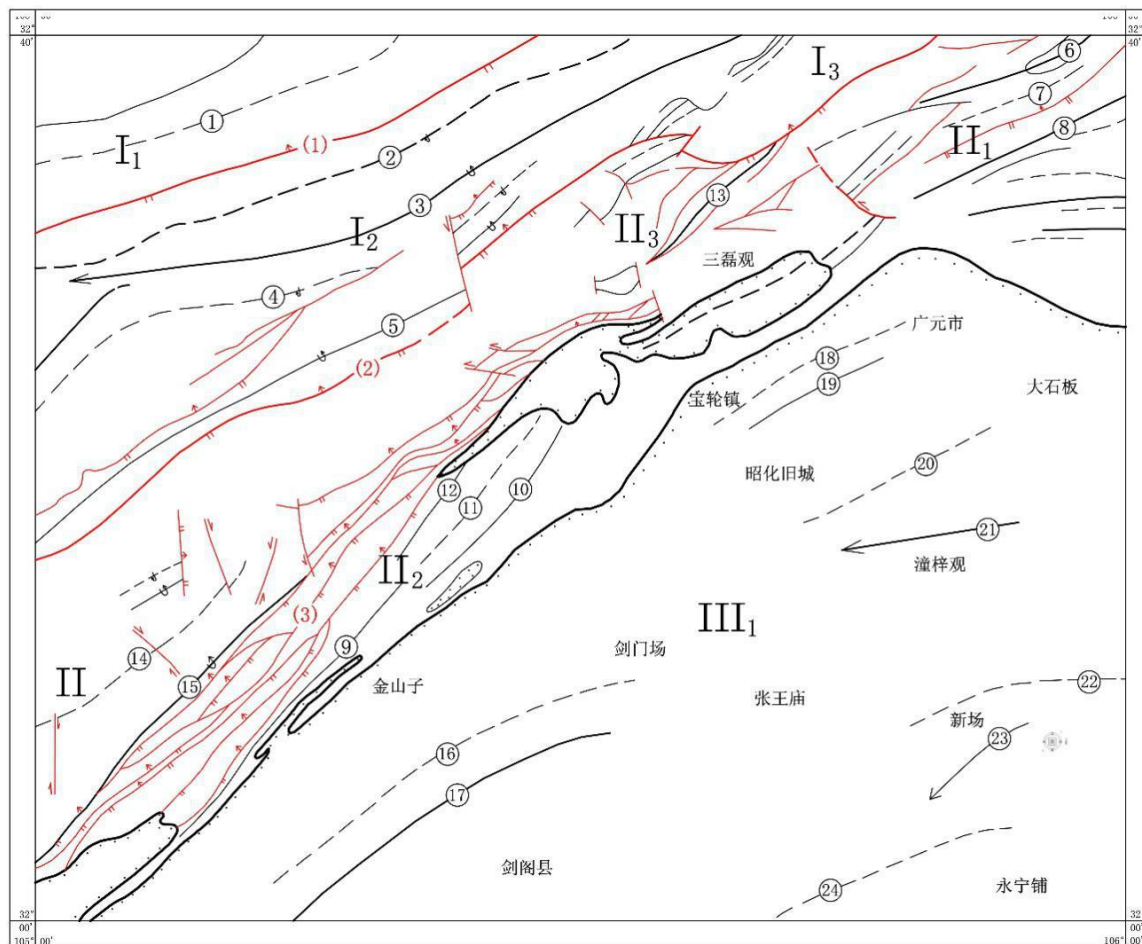 32°
40′
32°
40′
I₃
⑥
⑦
①
(1)
I₁
②
⑧
II₁
③
⑬
I₂
II₃
三磊观
④
⑤
广元市
(2)
⑱
⑲
大石板
宝轮镇
⑳
昭化旧城
⑫
⑩
⑪
㉑
潼梓观
II₂
(3)
III₁
⑨
剑门场
⑭
II
⑮
金山子
㉒
张王庙
新场
㉓
⑯
⑰
剑阁县
永宁铺
㉔
32°
00′
105°
00′
32°
00′
106°
00′